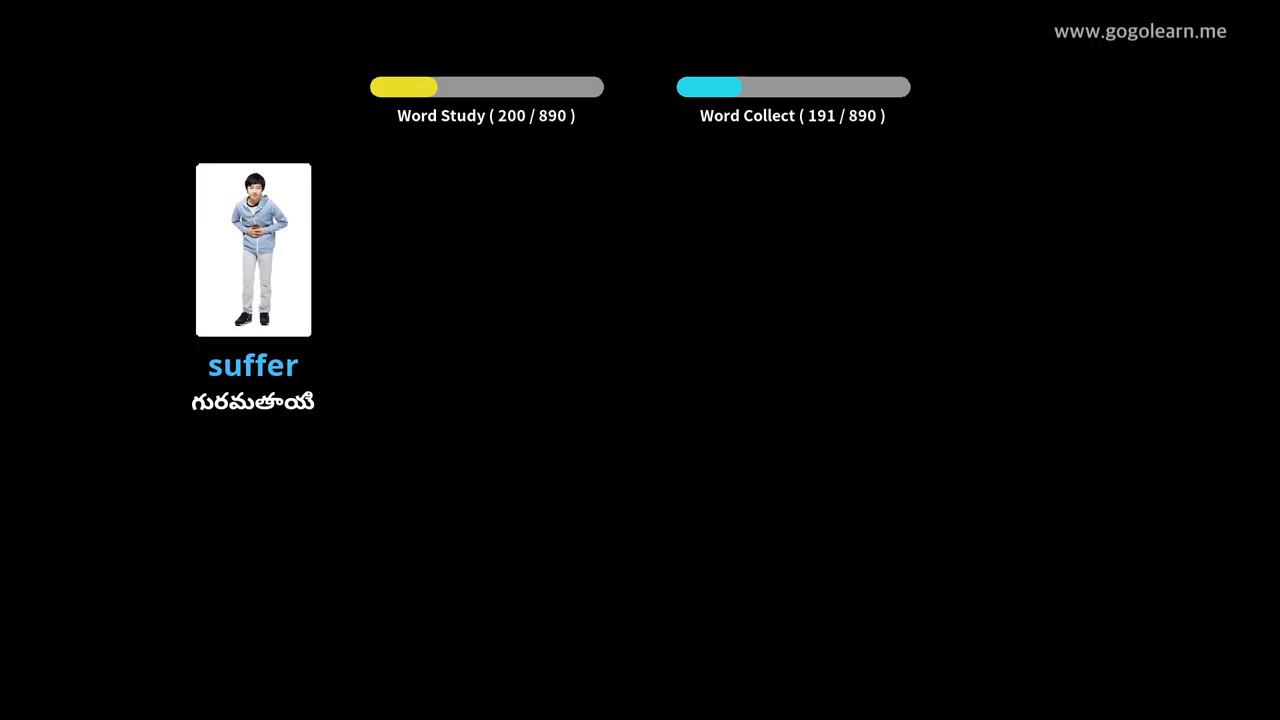 www.gogolearn.me
Word Study ( 200 / 890 )
Word Collect ( 191 / 890 )
suffer
గురమతాయి